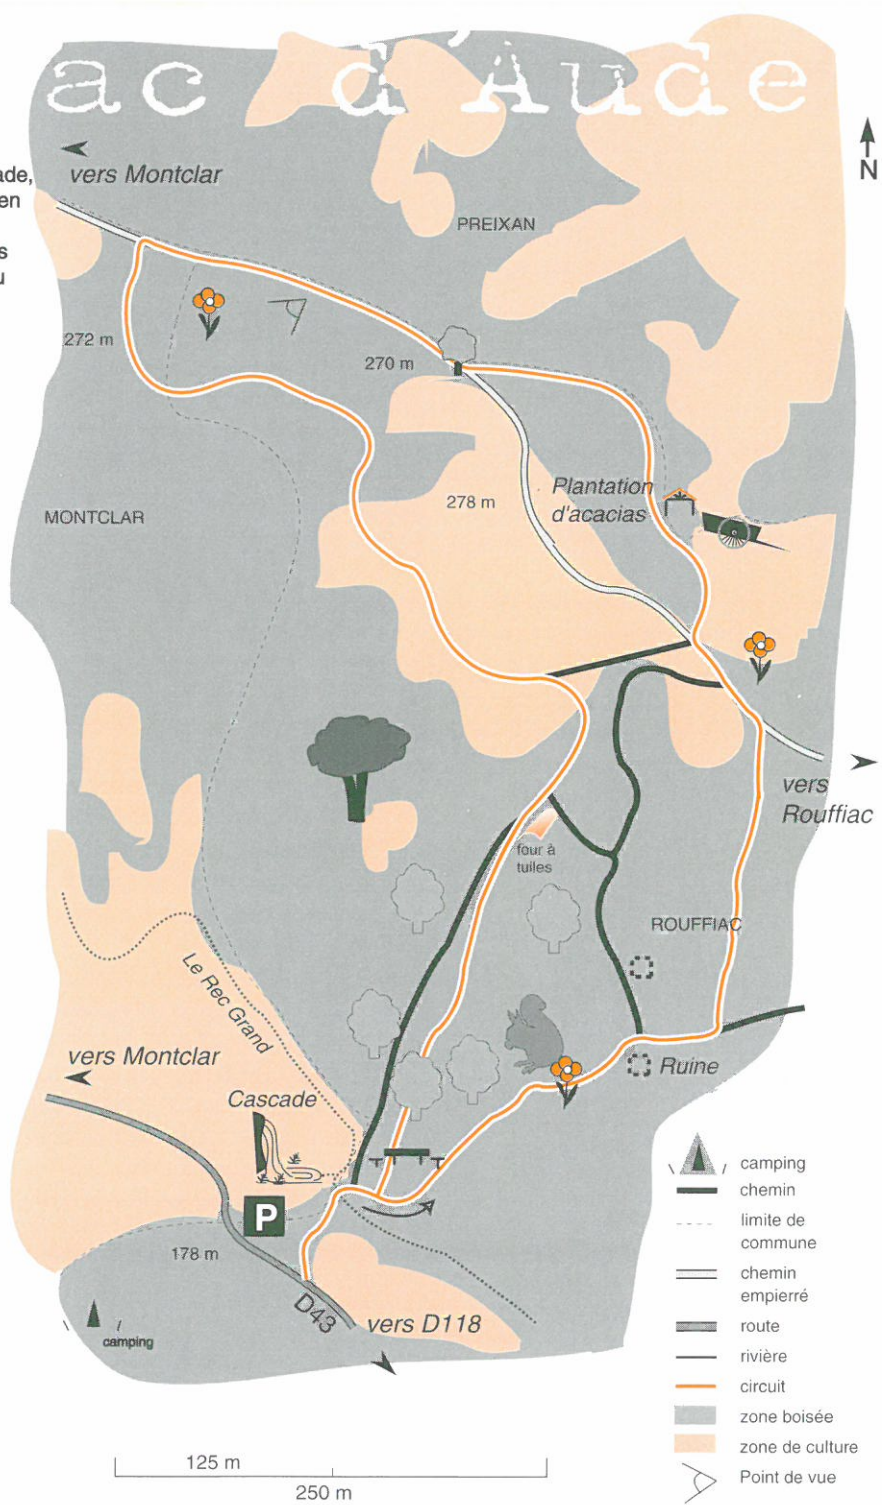 ac d'Aude
ade,
en
s
u
vers Montclar
N
PREIXAN
272 m
270 m
278 m
Plantation
d'acacias
MONTCLAR
vers
Rouffiac
four à
tuiles
ROUFFIAC
Le Rec Grand
vers Montclar
Cascade
Ruine
P
178 m
D43
vers D118
camping
camping
chemin
limite de
commune
chemin
empierré
route
rivière
circuit
zone boisée
zone de culture
Point de vue
125 m
250 m